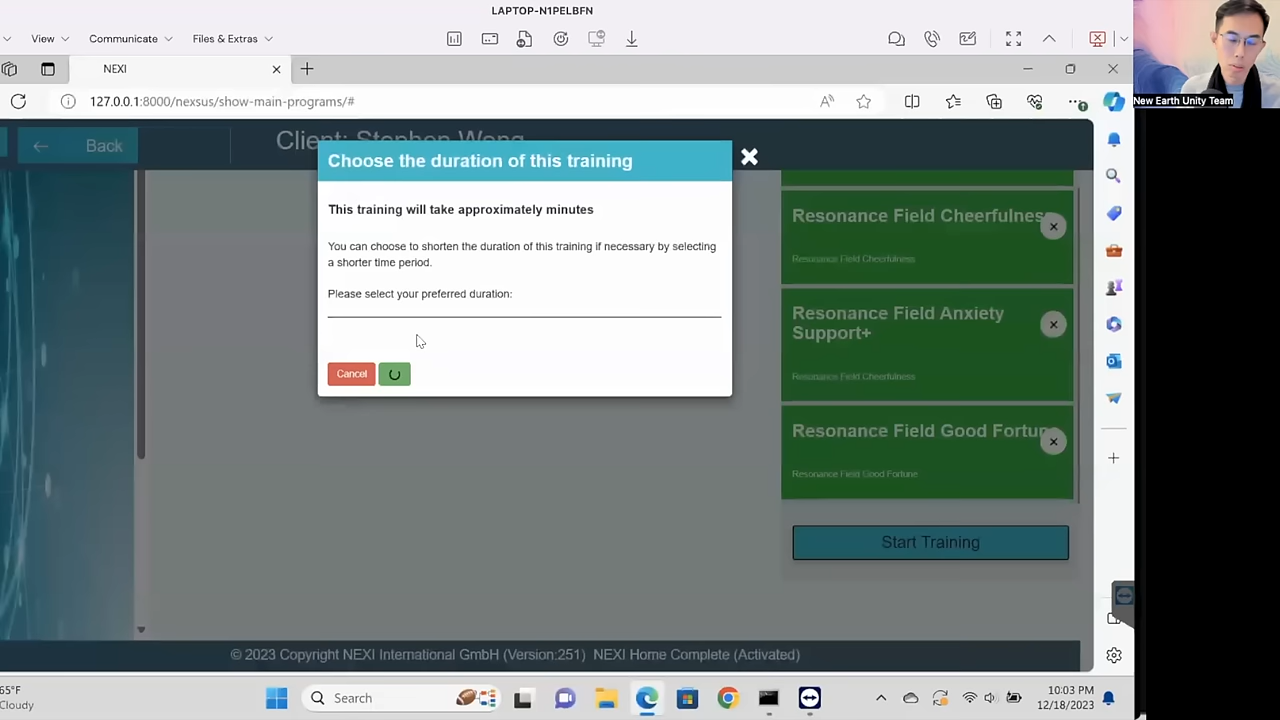 LAPTOP-N1PELBFN
View
Communicate
Files & Extras
NEXI
127.0.0.1:8000/nexsus/show-main-programs/#
New Earth Unity Team
Back
Client: Stephen Wong
Choose the duration of this training
This training will take approximately minutes
You can choose to shorten the duration of this training if necessary by selecting
a shorter time period.
Please select your preferred duration:
Cancel
Resonance Field Cheerfulness
Resonance Field Cheerfulness
Resonance Field Anxiety
Support+
Resonance Field Cheerfulness
Resonance Field Good Fortun
Resonance Field Good Fortune
Start Training
© 2023 Copyright NEXI International GmbH (Version:251) NEXI Home Complete (Activated)
65°F
Cloudy
Search
10:03 PM
12/18/2023